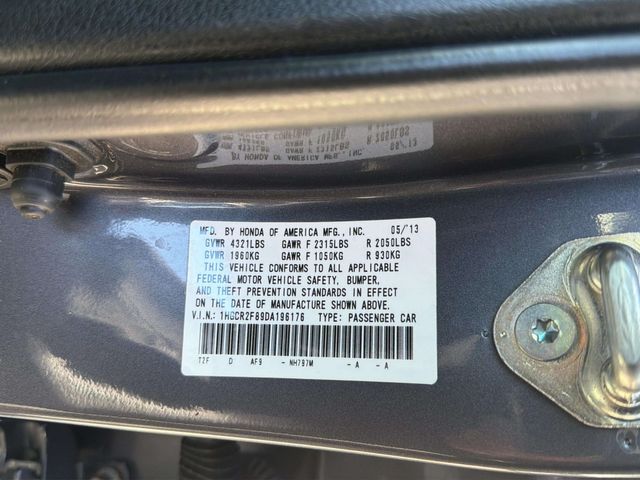 MFD. BY HONDA OF AMERICA MFG., INC. 05/'13
GVWR 4321LBS GAWR F 2315LBS R 2050LBS
GVWR 1960KG GAWR F 1050KG R 930KG
THIS VEHICLE CONFORMS TO ALL APPLICABLE
FEDERAL MOTOR VEHICLE SAFETY, BUMPER,
AND THEFT PREVENTION STANDARDS IN EFFECT
ON THE DATE OF MANUFACTURE SHOWN ABOVE.
V.I.N.: 1HGCR2F89DA196176 TYPE: PASSENGER CAR
T2F D AF9 - NH797M - A - A